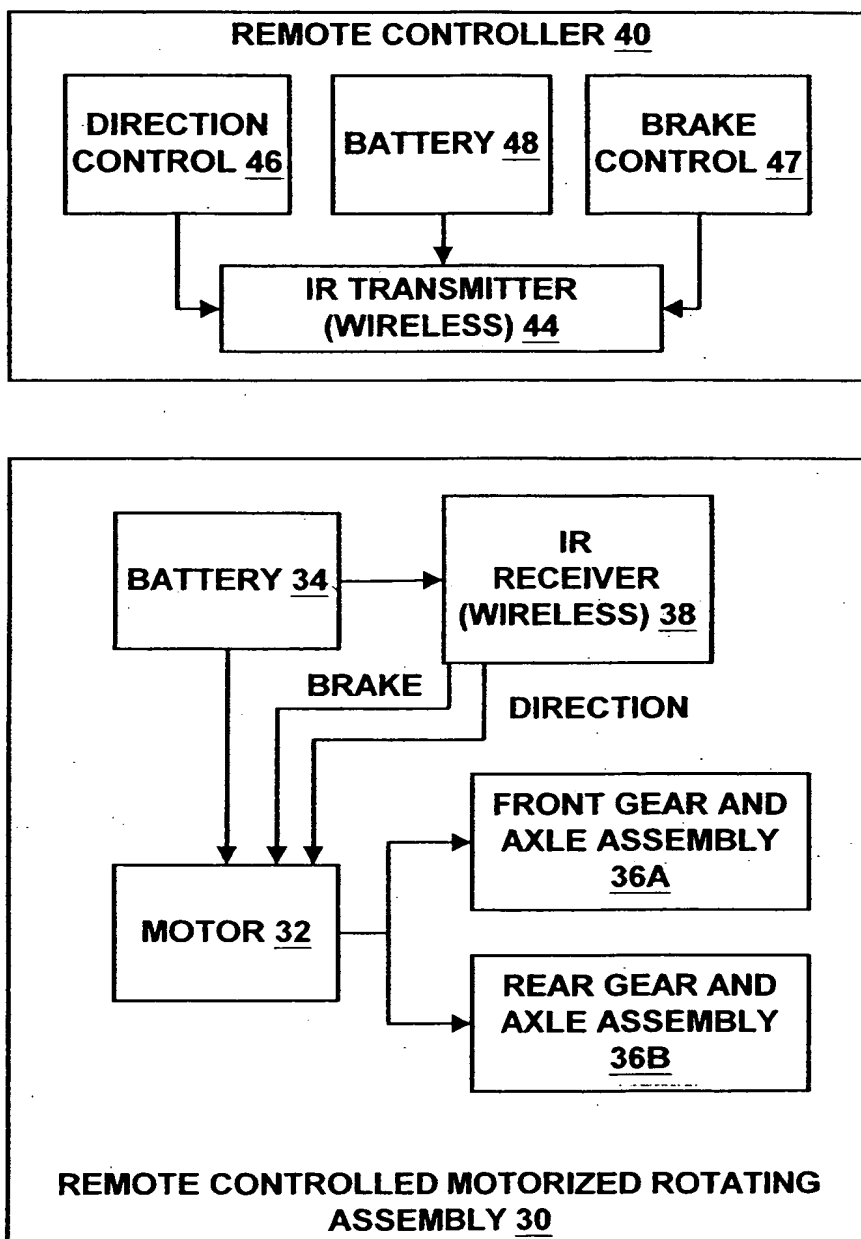 REMOTE CONTROLLER 40
DIRECTION
CONTROL 46
BATTERY 48
BRAKE
CONTROL 47
IR TRANSMITTER
(WIRELESS) 44
BATTERY 34
IR
RECEIVER
(WIRELESS) 38
BRAKE
DIRECTION
FRONT GEAR AND
AXLE ASSEMBLY
36A
MOTOR 32
REAR GEAR AND
AXLE ASSEMBLY
36B
REMOTE CONTROLLED MOTORIZED ROTATING
ASSEMBLY 30